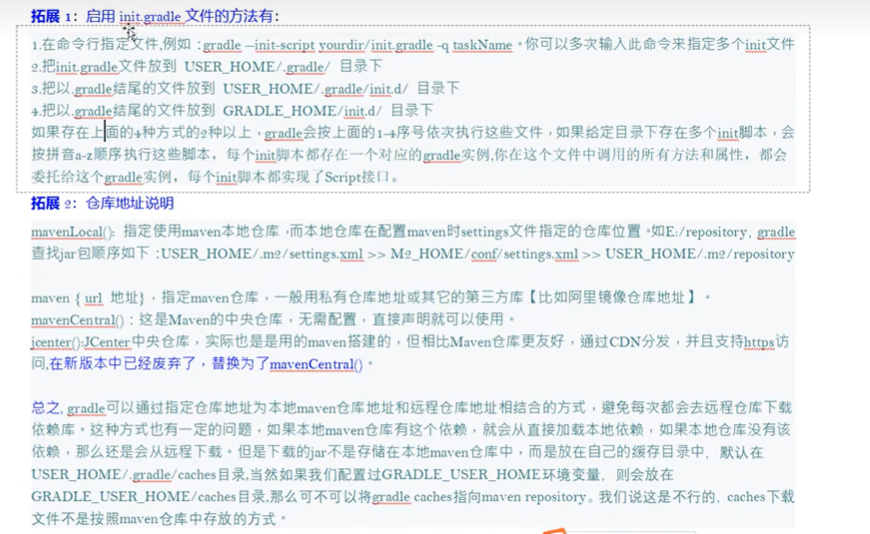 拓展 1：启用 init.gradle 文件的方法有：
1.在命令行指定文件,例如：gradle –init-script yourdir/init.gradle -q taskName。你可以多次输入此命令来指定多个init文件
2.把init.gradle文件放到 USER_HOME/.gradle/ 目录下
3.把以.gradle结尾的文件放到 USER_HOME/.gradle/init.d/ 目录下
4.把以.gradle结尾的文件放到 GRADLE_HOME/init.d/ 目录下
如果存在上面的4种方式的2种以上，gradle会按上面的1-4序号依次执行这些文件，如果给定目录下存在多个init脚本，会
按拼音a-z顺序执行这些脚本，每个init脚本都存在一个对应的gradle实例,你在这个文件中调用的所有方法和属性，都会
委托给这个gradle实例，每个init脚本都实现了Script接口。
拓展 2：仓库地址说明
mavenLocal(): 指定使用maven本地仓库，而本地仓库在配置maven时settings文件指定的仓库位置。如E:/repository, gradle
查找jar包顺序如下：USER_HOME/.m2/settings.xml >> M2_HOME/conf/settings.xml >> USER_HOME/.m2/repository
maven { url 地址}，指定maven仓库，一般用私有仓库地址或其它的第三方库【比如阿里镜像仓库地址】。
mavenCentral()：这是Maven的中央仓库，无需配置，直接声明就可以使用。
jcenter():JCenter中央仓库，实际也是是用的maven搭建的，但相比Maven仓库更友好，通过CDN分发，并且支持https访
问,在新版本中已经废弃了，替换为了mavenCentral()。
总之, gradle可以通过指定仓库地址为本地maven仓库地址和远程仓库地址相结合的方式，避免每次都会去远程仓库下载
依赖库。这种方式也有一定的问题，如果本地maven仓库有这个依赖，就会从直接加载本地依赖，如果本地仓库没有该
依赖，那么还是会从远程下载。但是下载的jar不是存储在本地maven仓库中，而是放在自己的缓存目录中，默认在
USER_HOME/.gradle/caches目录,当然如果我们配置过GRADLE_USER_HOME环境变量，则会放在
GRADLE_USER_HOME/caches目录,那么可不可以将gradle caches指向maven repository。我们说这是不行的，caches下载
文件不是按照maven仓库中存放的方式。